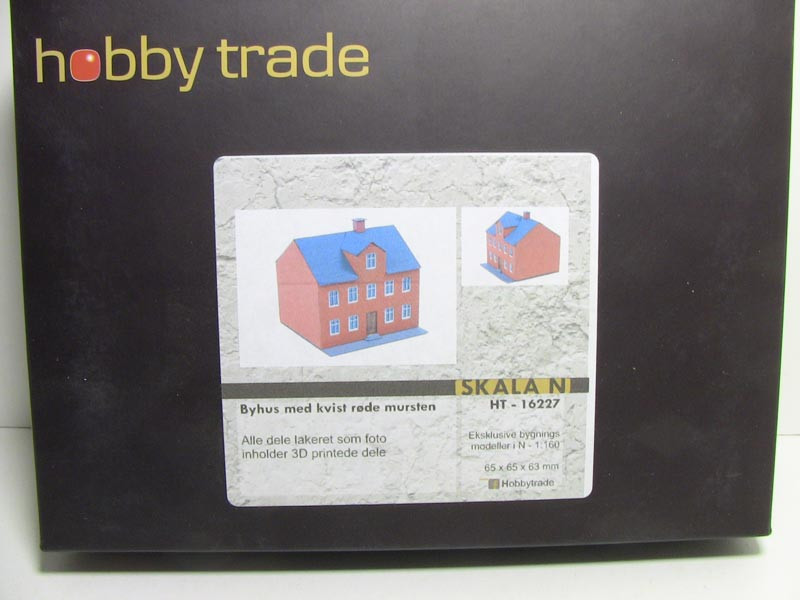 hobby trade
SKALA N
Byhus med kvist røde mursten
HT - 16227
Alle dele lakeret som foto
inholder 3D printede dele
Eksklusive bygnings
modeller i N - 1:160
65 x 65 x 63 mm
Hobbytrade